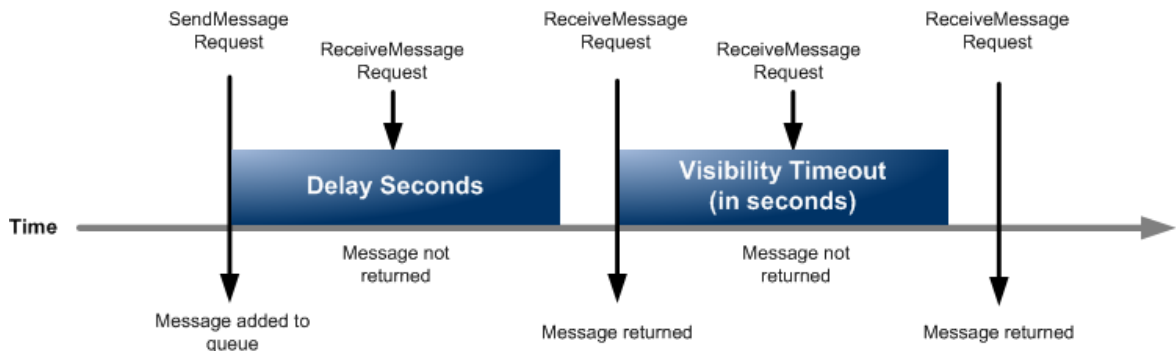 SendMessage
Request
ReceiveMessage
Request
ReceiveMessage
Request
ReceiveMessage
Request
ReceiveMessage
Request
Delay Seconds
Visibility Timeout
(in seconds)
Time
Message not
returned
Message not
returned
Message added to
queue
Message returned
Message returned